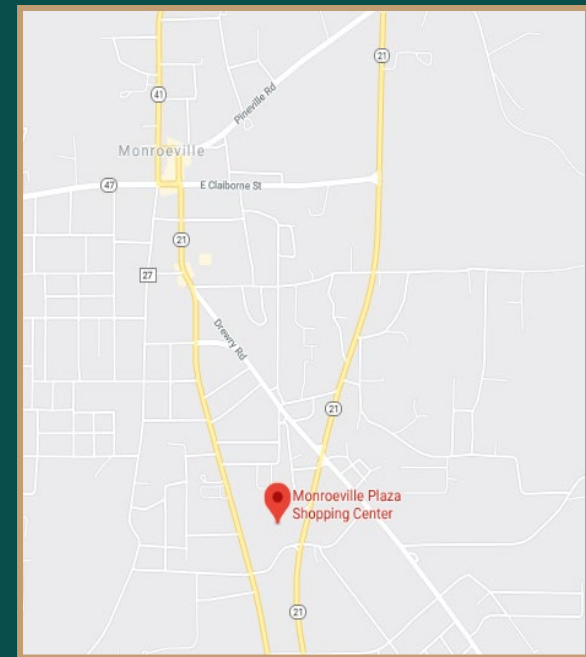 21
41
Pineville Rd
Monroeville
47
E Claiborne St
21
27
Drewry Rd
21
Monroeville Plaza
Shopping Center
21